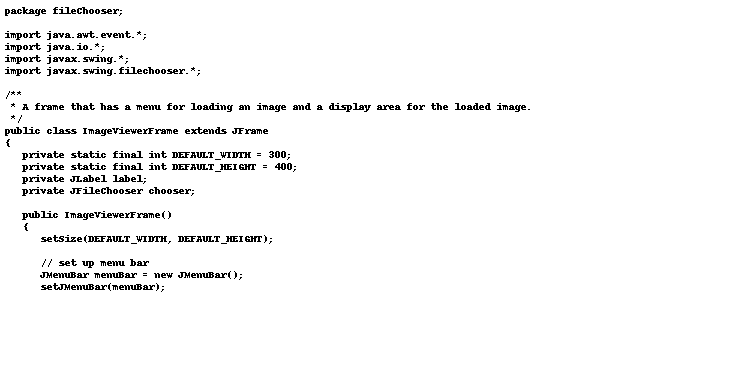 package fileChooser;

import java.awt.event.*;
import java.io.*;
import javax.swing.*;
import javax.swing.filechooser.*;

/**
 * A frame that has a menu for loading an image and a display area for the loaded image.
 */
public class ImageViewerFrame extends JFrame
{
   private static final int DEFAULT_WIDTH = 300;
   private static final int DEFAULT_HEIGHT = 400;
   private JLabel label;
   private JFileChooser chooser;

   public ImageViewerFrame()
   {
      setSize(DEFAULT_WIDTH, DEFAULT_HEIGHT);

      // set up menu bar
      JMenuBar menuBar = new JMenuBar();
      setJMenuBar(menuBar);